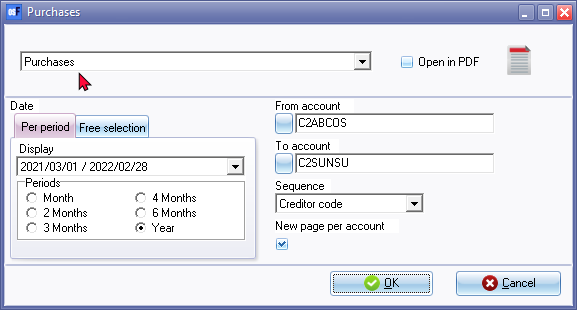 Purchases
Purchases
Open in PDF
Date
Per period
Free selection
Display
2021/03/01 / 2022/02/28
Periods
Month
4 Months
2 Months
6 Months
3 Months
Year
From account
C2ABCOS
To account
C2SUNSU
Sequence
Creditor code
New page per account
OK
Cancel